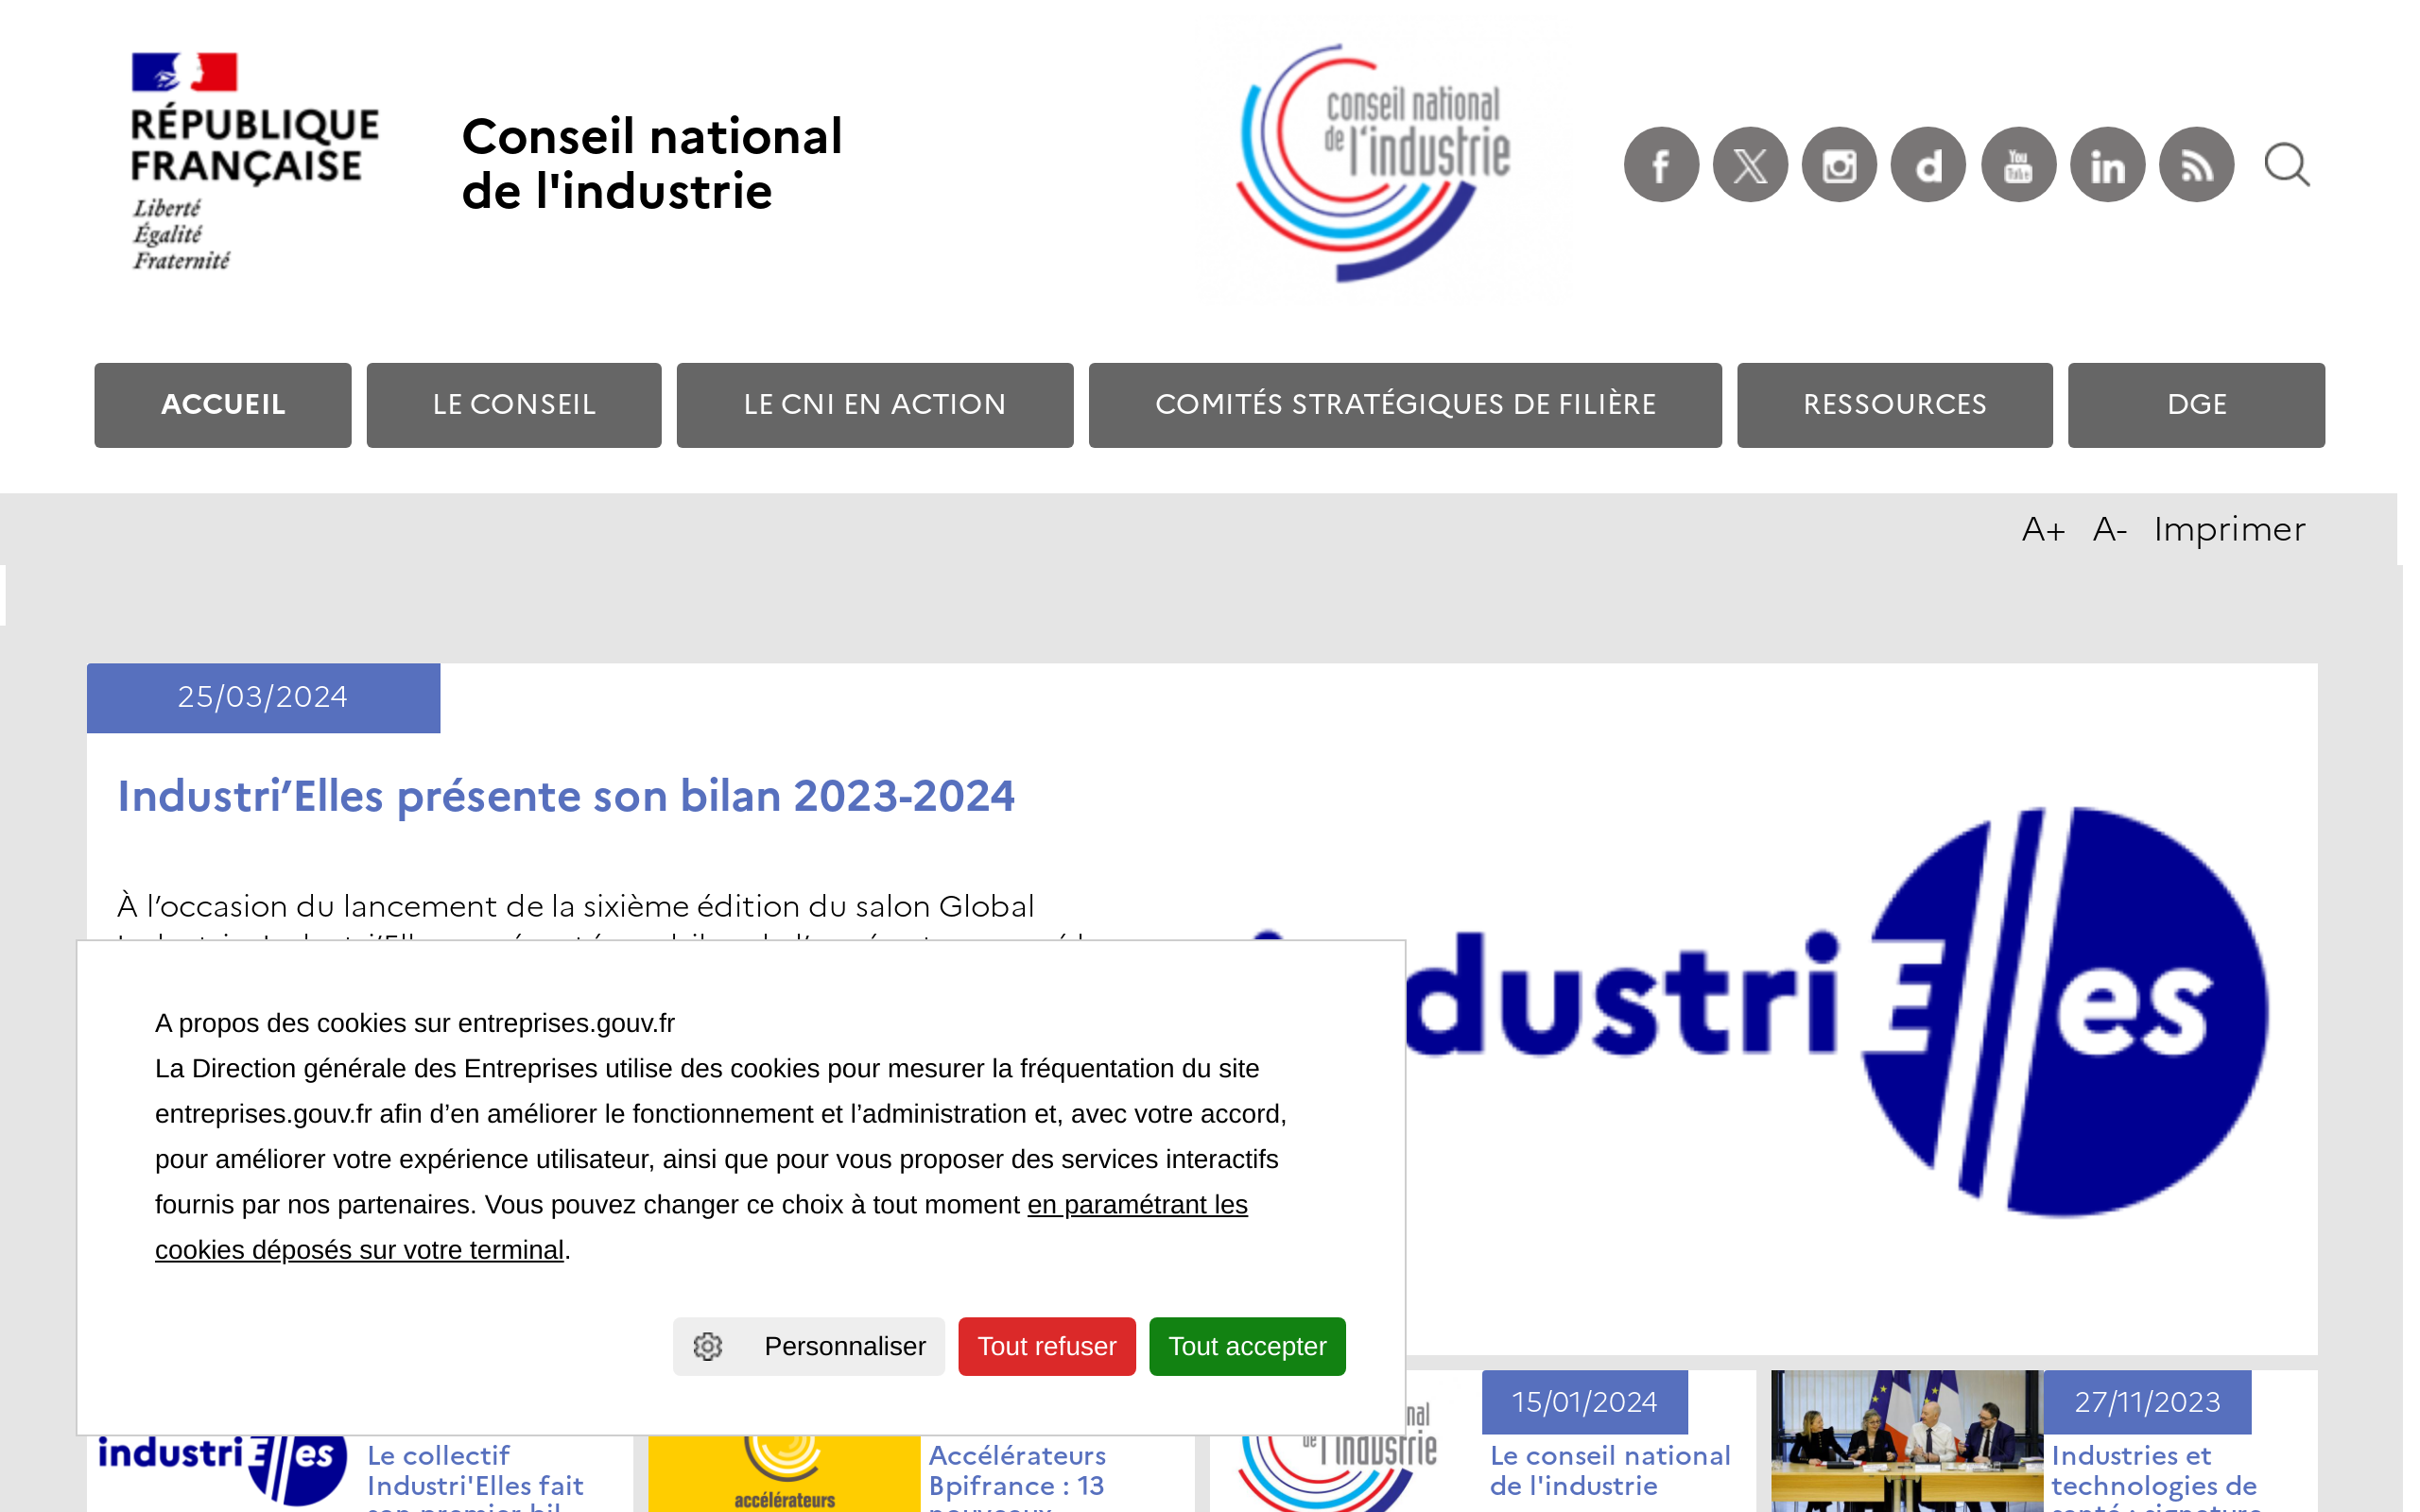 RÉPUBLIQUE
FRANÇAISE
Liberté
Égalité
Fraternité
Conseil national
de l'industrie
conseil national
de l'industrie
ACCUEIL
LE CONSEIL
LE CNI EN ACTION
COMITÉS STRATÉGIQUES DE FILIÈRE
RESSOURCES
DGE
A+ A- Imprimer
25/03/2024
Industri’Elles présente son bilan 2023-2024
À l’occasion du lancement de la sixième édition du salon Global
dustri Elles
A propos des cookies sur entreprises.gouv.fr
La Direction générale des Entreprises utilise des cookies pour mesurer la fréquentation du site
entreprises.gouv.fr afin d’en améliorer le fonctionnement et l’administration et, avec votre accord,
pour améliorer votre expérience utilisateur, ainsi que pour vous proposer des services interactifs
fournis par nos partenaires. Vous pouvez changer ce choix à tout moment en paramétrant les
cookies déposés sur votre terminal.
Personnaliser
Tout refuser
Tout accepter
industri Elles
Le collectif
Industri'Elles fait
accélérateurs
Accélérateurs
Bpifrance : 13
nal
de l'industrie
15/01/2024
Le conseil national
de l'industrie
27/11/2023
Industries et
technologies de